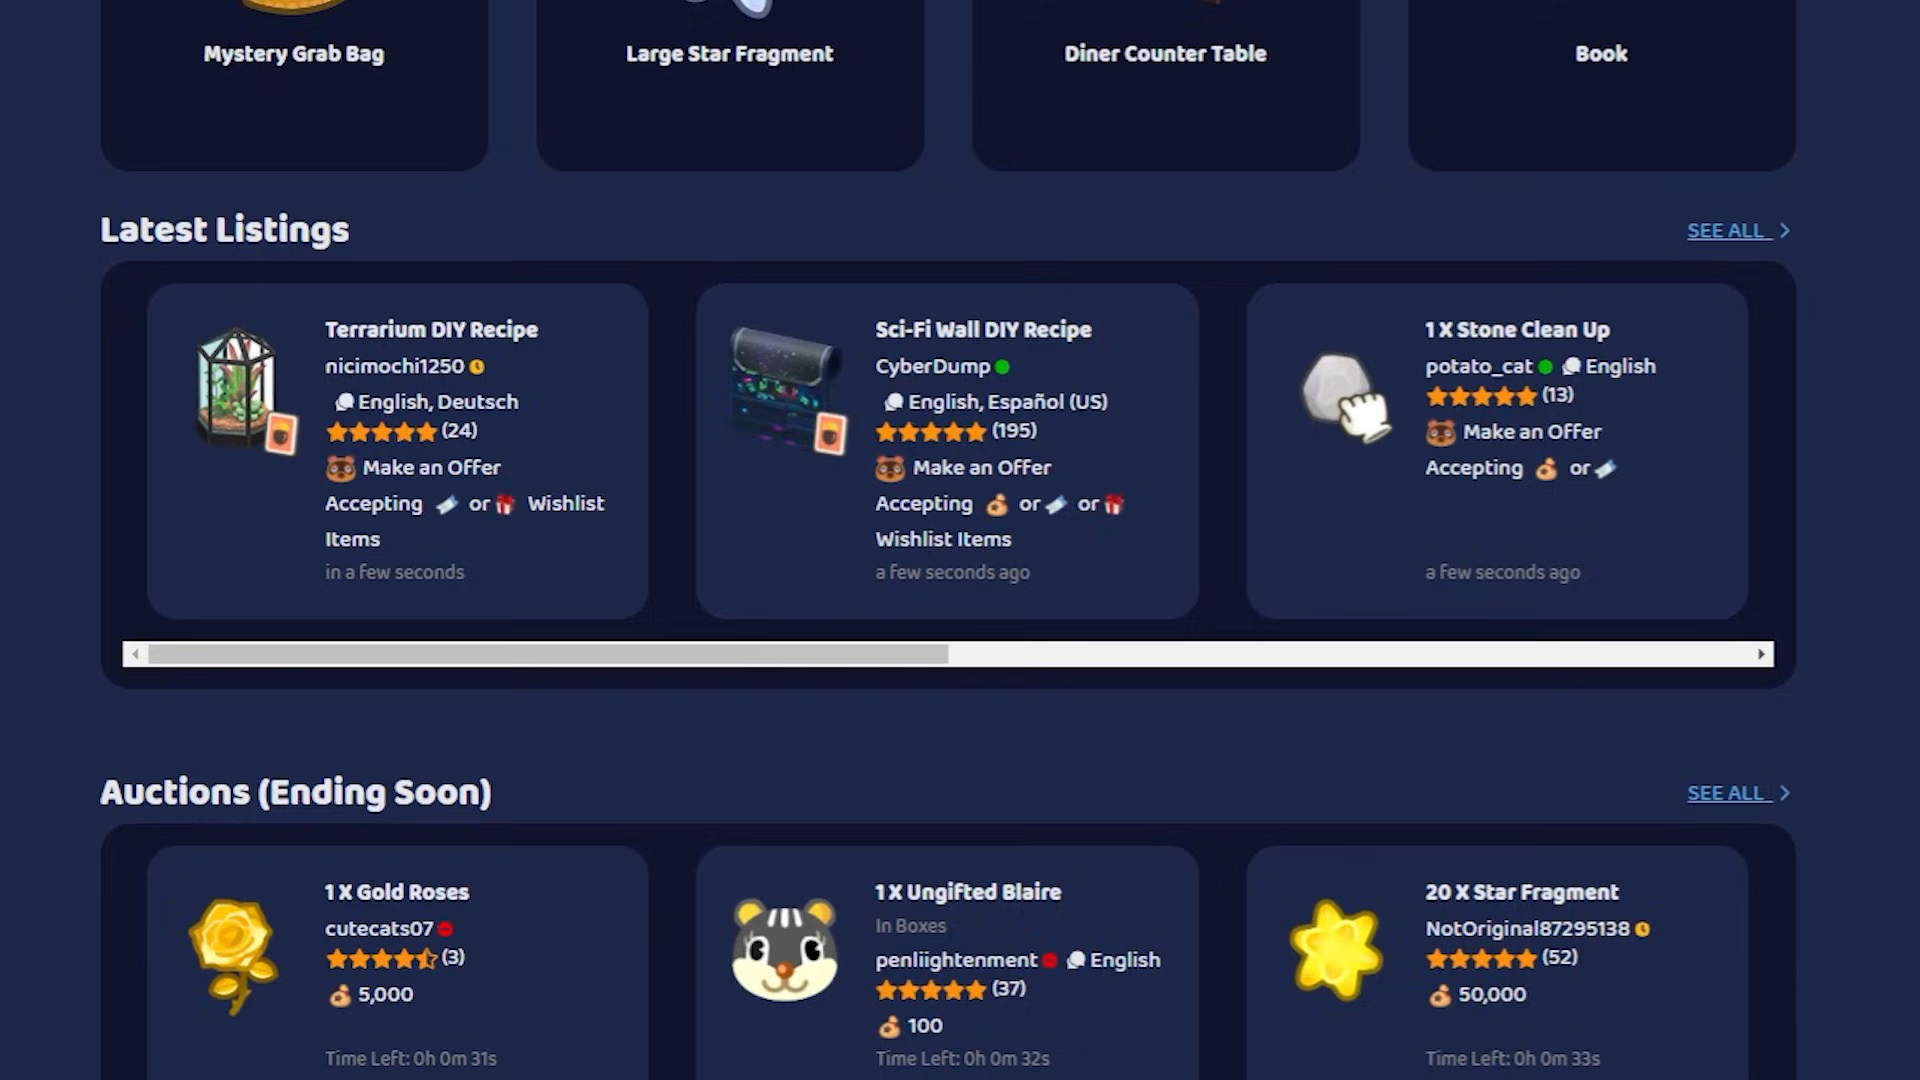 Mystery Grab Bag
Large Star Fragment
Diner Counter Table
Book
Latest Listings
SEE ALL
Terrarium DIY Recipe
nicimochi1250
English, Deutsch
(24)
Make an Offer
Accepting or Wishlist
Items
in a few seconds
Sci-Fi Wall DIY Recipe
CyberDump
English, Español (US)
(195)
Make an Offer
Accepting or or
Wishlist Items
a few seconds ago
1 X Stone Clean Up
potato_cat English
(13)
Make an Offer
Accepting or
a few seconds ago
Auctions (Ending Soon)
SEE ALL
1 X Gold Roses
cutecats07
(3)
5,000
Time Left: 0h 0m 31s
1 X Ungifted Blaire
In Boxes
penliightenment English
(37)
100
Time Left: 0h 0m 32s
20 X Star Fragment
NotOriginal87295138
(52)
50,000
Time Left: 0h 0m 33s